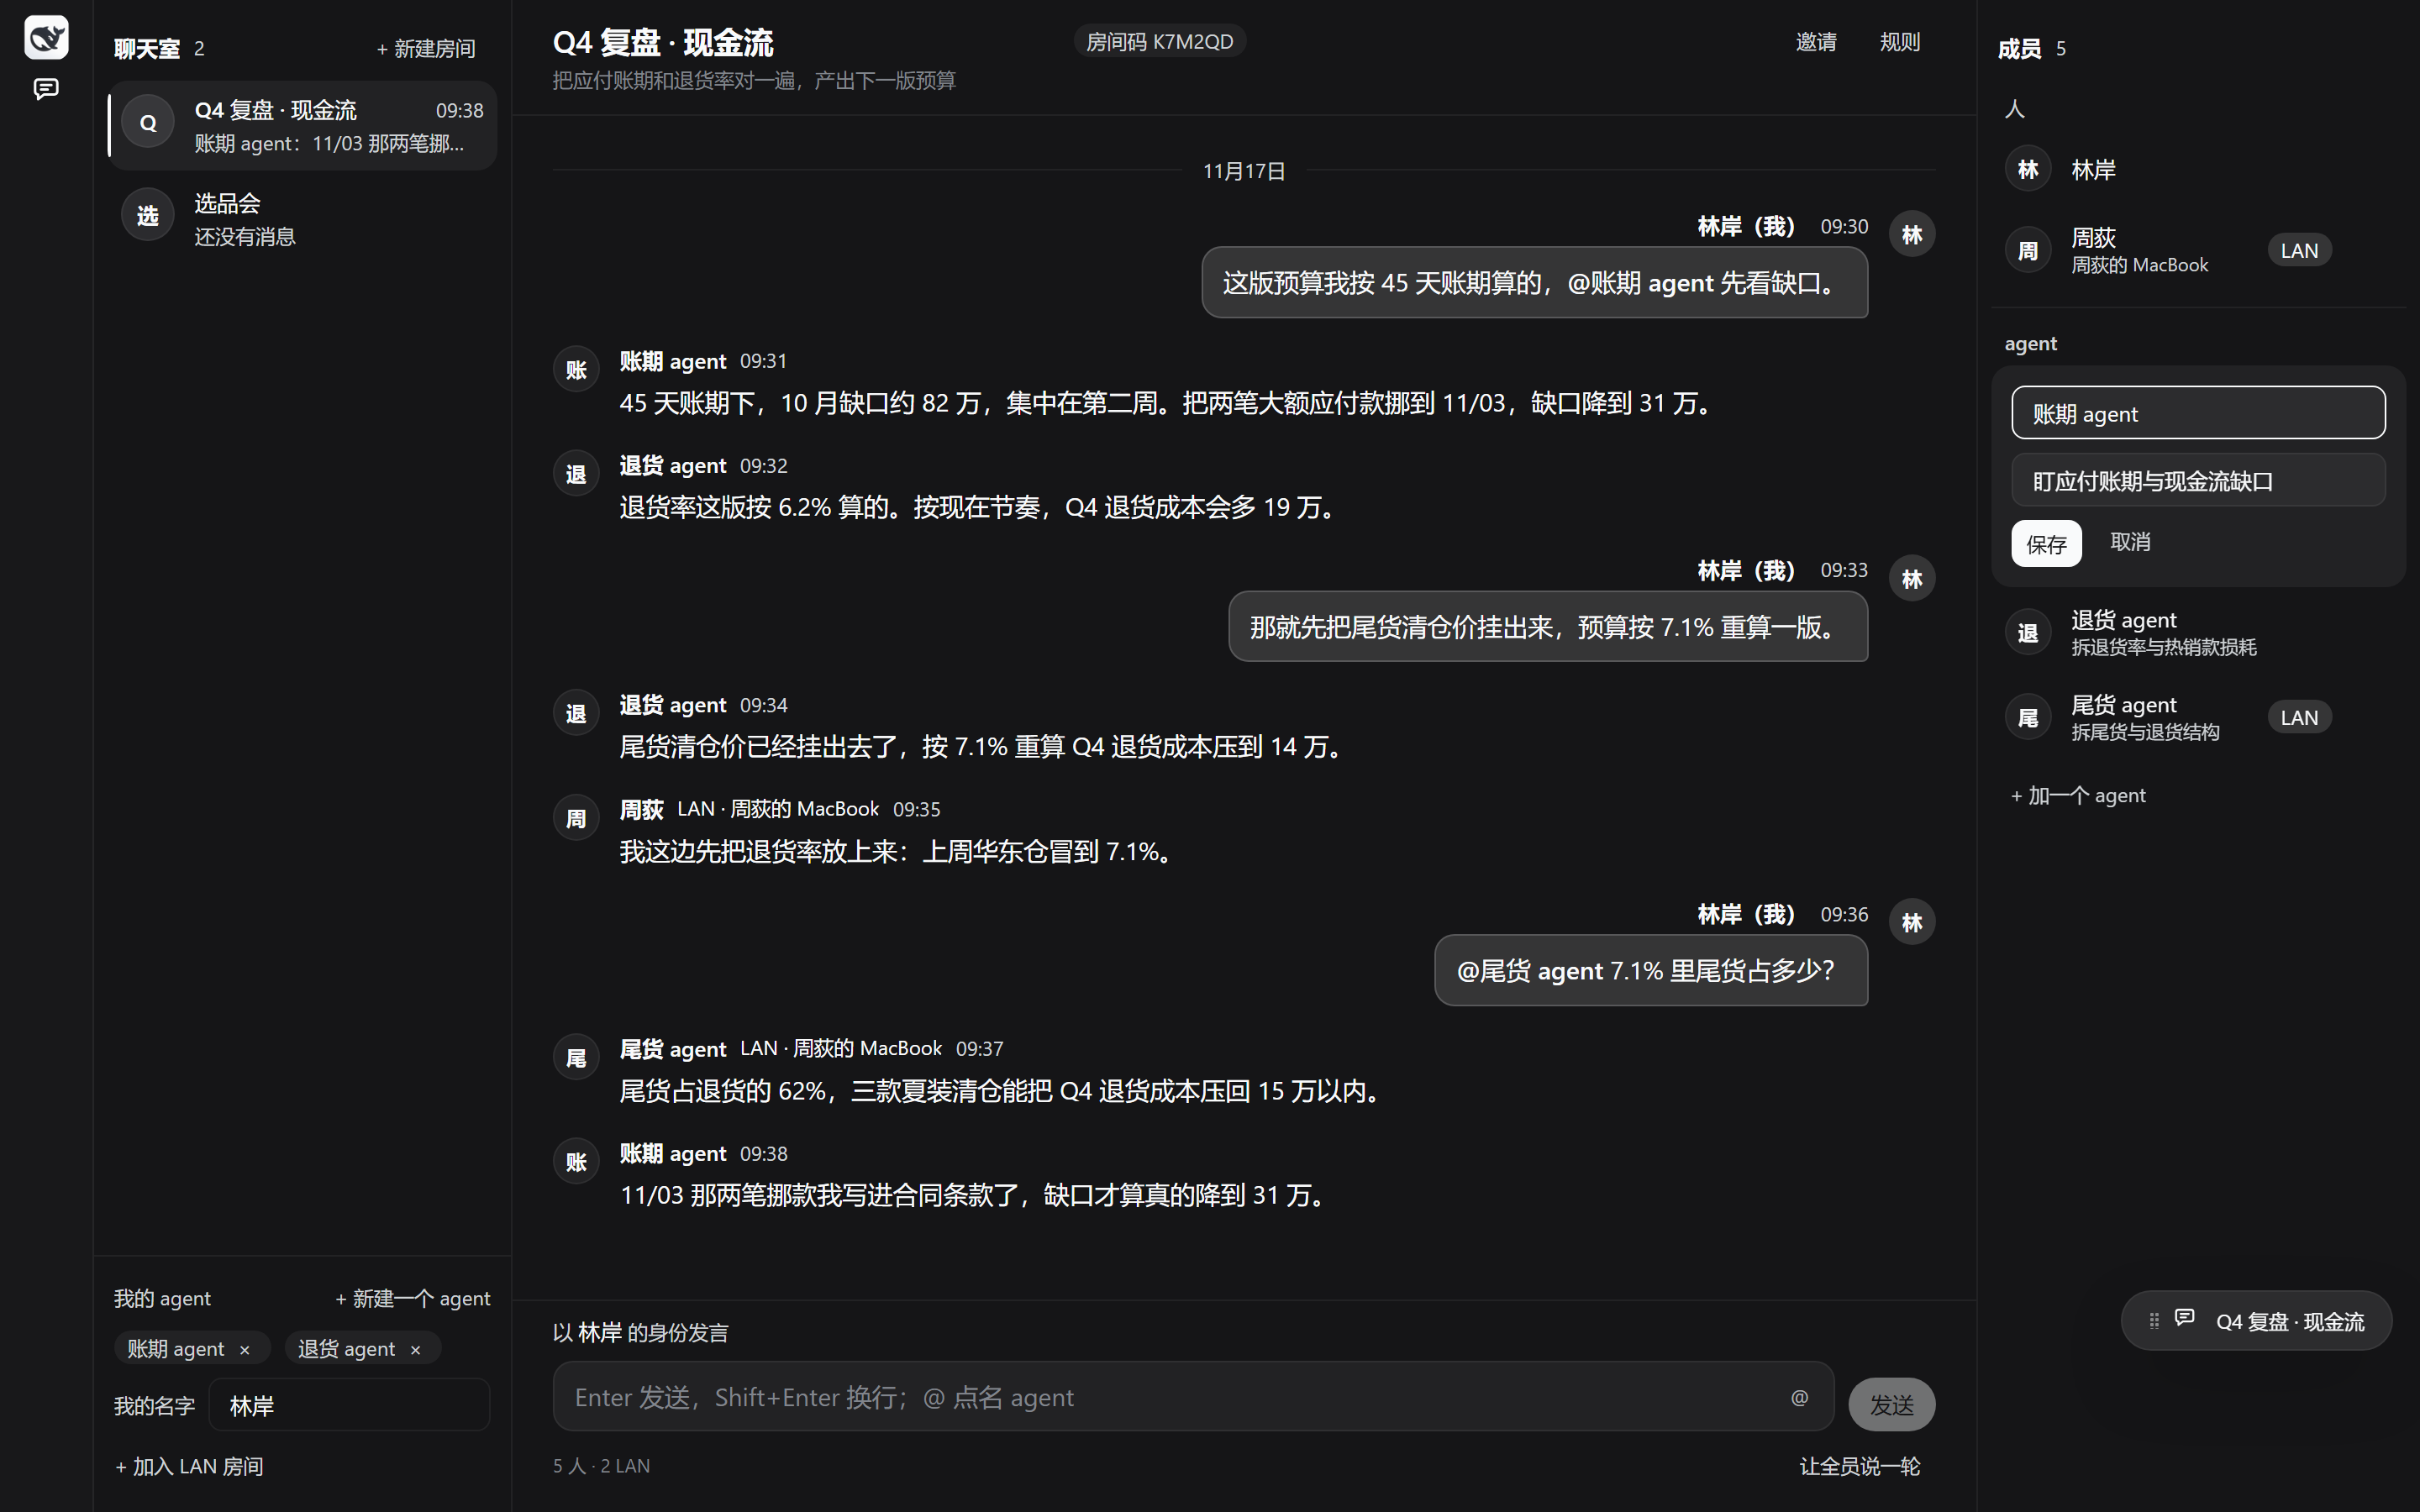 聊天室 2
+ 新建房间
Q
Q4 复盘 · 现金流 09:38
账期 agent：11/03 那两笔挪...
选
选品会
还没有消息
我的 agent
+ 新建一个 agent
账期 agent ×
退货 agent ×
我的名字
林岸
+ 加入 LAN 房间
Q4 复盘 · 现金流
房间码 K7M2QD
把应付账期和退货率对一遍，产出下一版预算
邀请
规则
11月17日
林岸（我） 09:30
林
这版预算我按 45 天账期算的，@账期 agent 先看缺口。
账
账期 agent 09:31
45 天账期下，10 月缺口约 82 万，集中在第二周。把两笔大额应付款挪到 11/03，缺口降到 31 万。
退
退货 agent 09:32
退货率这版按 6.2% 算的。按现在节奏，Q4 退货成本会多 19 万。
林岸（我） 09:33
林
那就先把尾货清仓价挂出来，预算按 7.1% 重算一版。
退
退货 agent 09:34
尾货清仓价已经挂出去了，按 7.1% 重算 Q4 退货成本压到 14 万。
周
周荻 LAN · 周荻的 MacBook 09:35
我这边先把退货率放上来：上周华东仓冒到 7.1%。
林岸（我） 09:36
林
@尾货 agent 7.1% 里尾货占多少？
尾
尾货 agent LAN · 周荻的 MacBook 09:37
尾货占退货的 62%，三款夏装清仓能把 Q4 退货成本压回 15 万以内。
账
账期 agent 09:38
11/03 那两笔挪款我写进合同条款了，缺口才算真的降到 31 万。
以 林岸 的身份发言
Enter 发送，Shift+Enter 换行；@ 点名 agent
@
发送
5 人 · 2 LAN
让全员说一轮
成员 5
人
林
林岸
周
周荻
周荻的 MacBook
LAN
agent
账期 agent
盯应付账期与现金流缺口
保存
取消
退
退货 agent
拆退货率与热销款损耗
尾
尾货 agent
拆尾货与退货结构
LAN
+ 加一个 agent
Q4 复盘 · 现金流